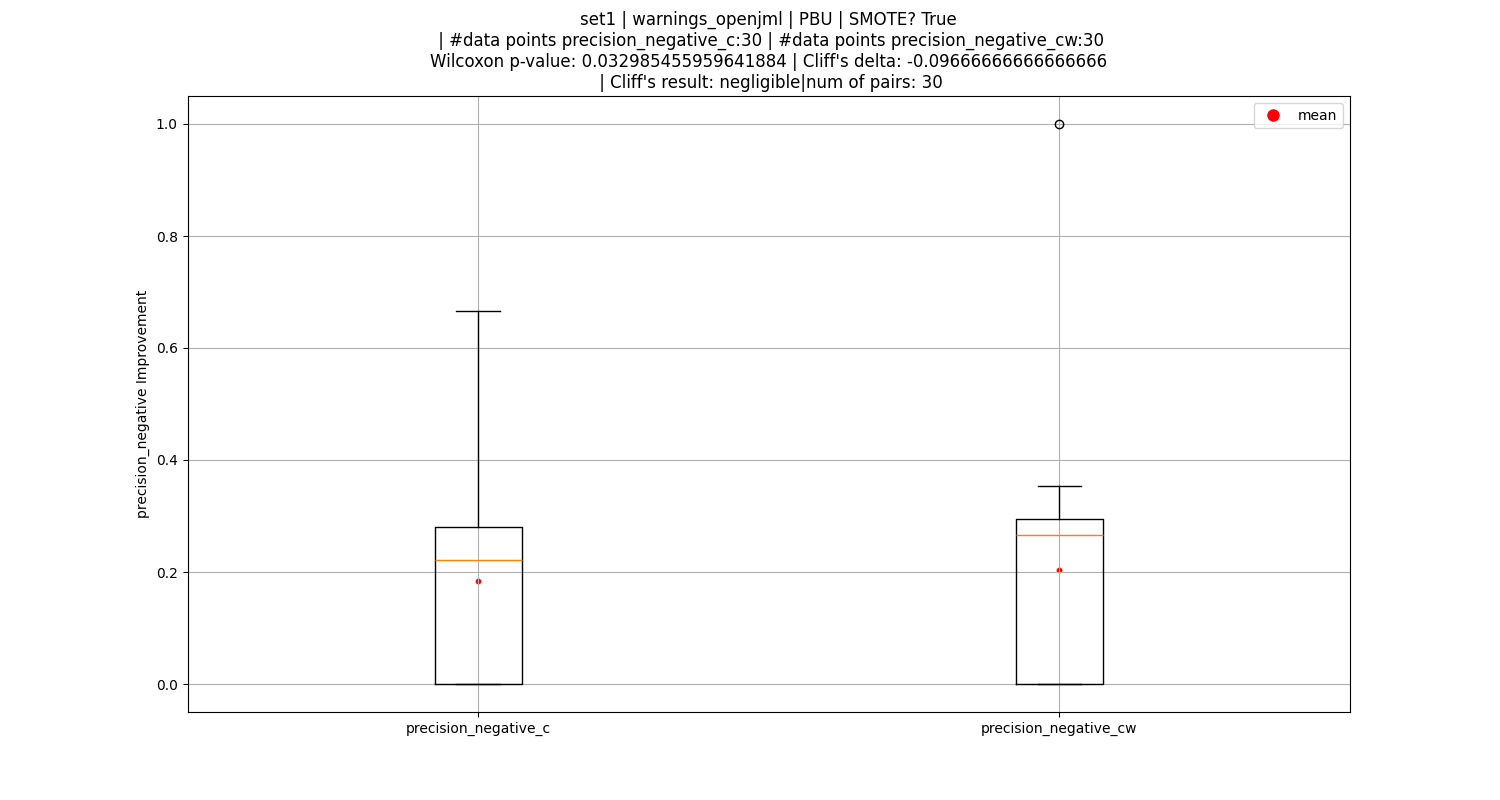 set1 | warnings_openjml | PBU | SMOTE? True
| #data points precision_negative_c:30 | #data points precision_negative_cw:30
Wilcoxon p-value: 0.032985455959641884 | Cliff's delta: -0.09666666666666666
| Cliff's result: negligible|num of pairs: 30
mean
1.0
0.8
0.6
0.4
0.2
0.0
precision_negative Improvement
precision_negative_c
precision_negative_cw